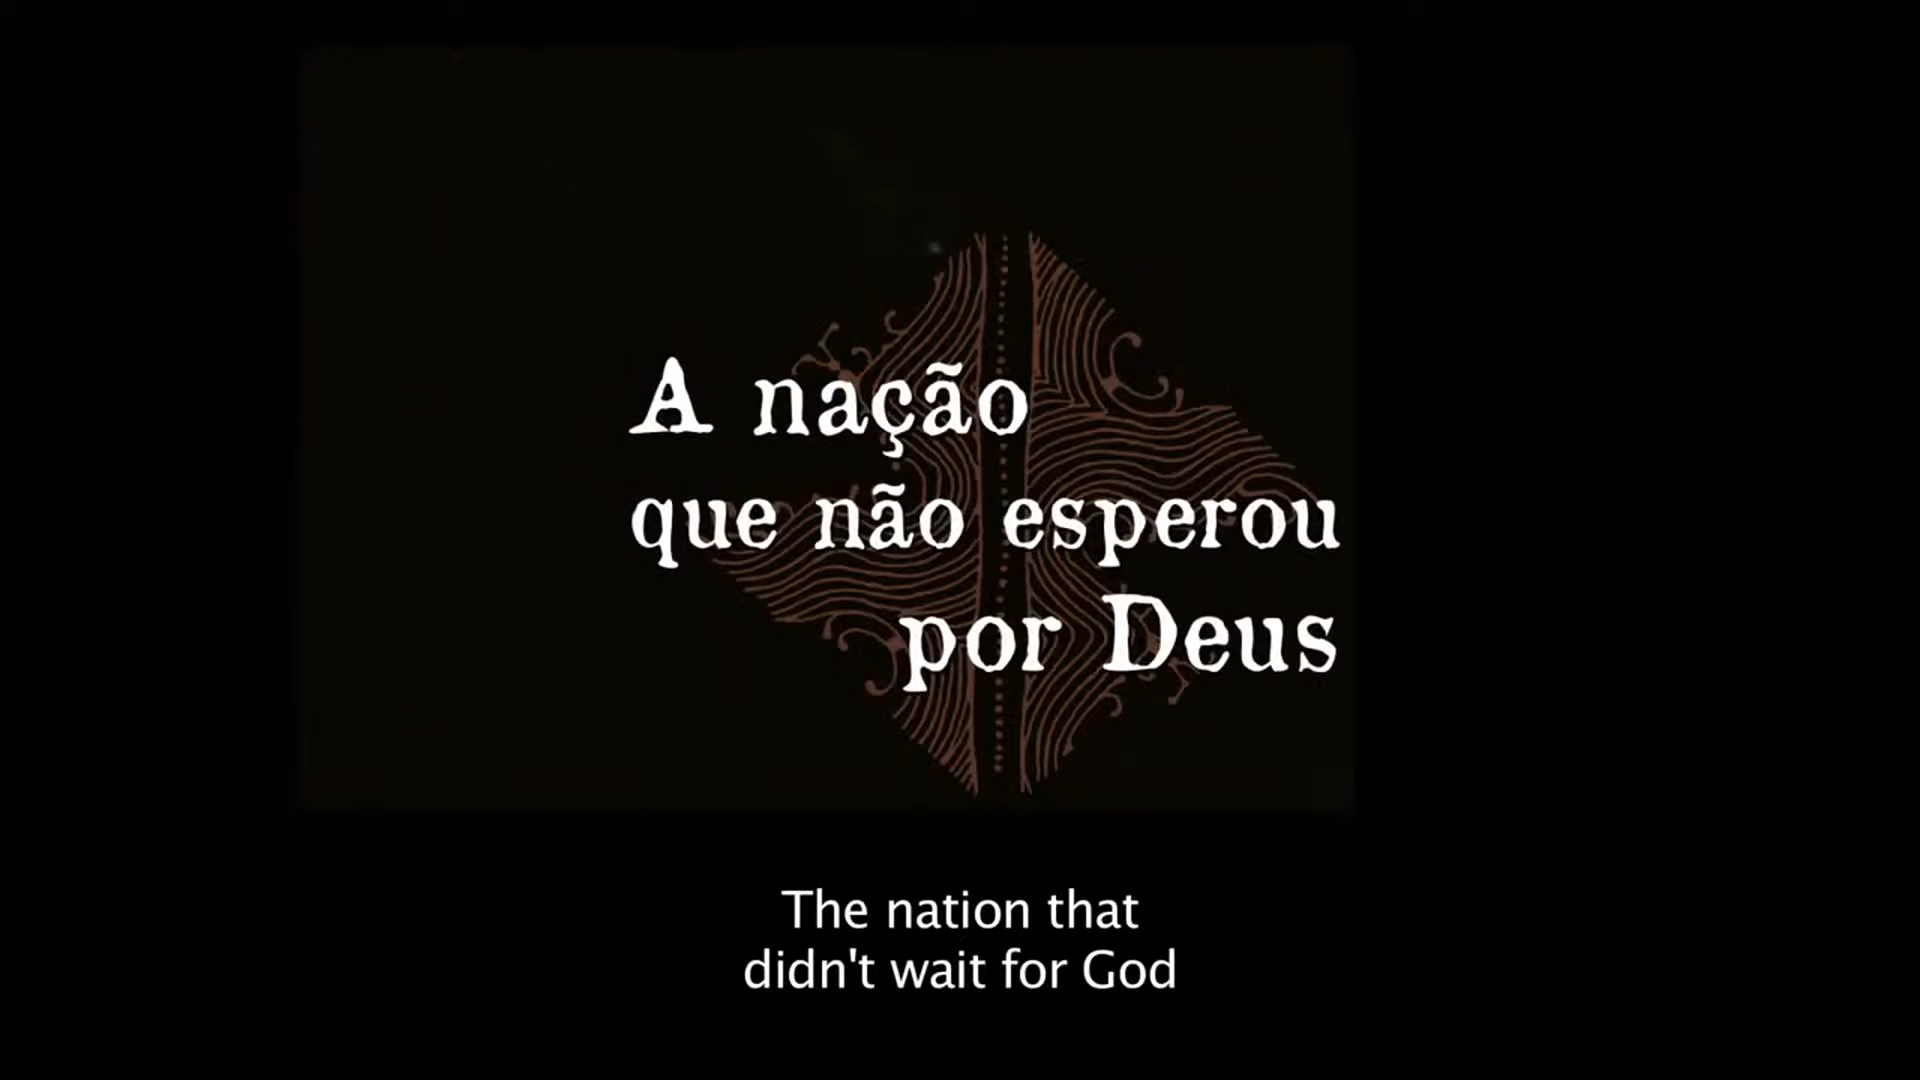 A nação
que não esperou
por Deus
The nation that
didn't wait for God